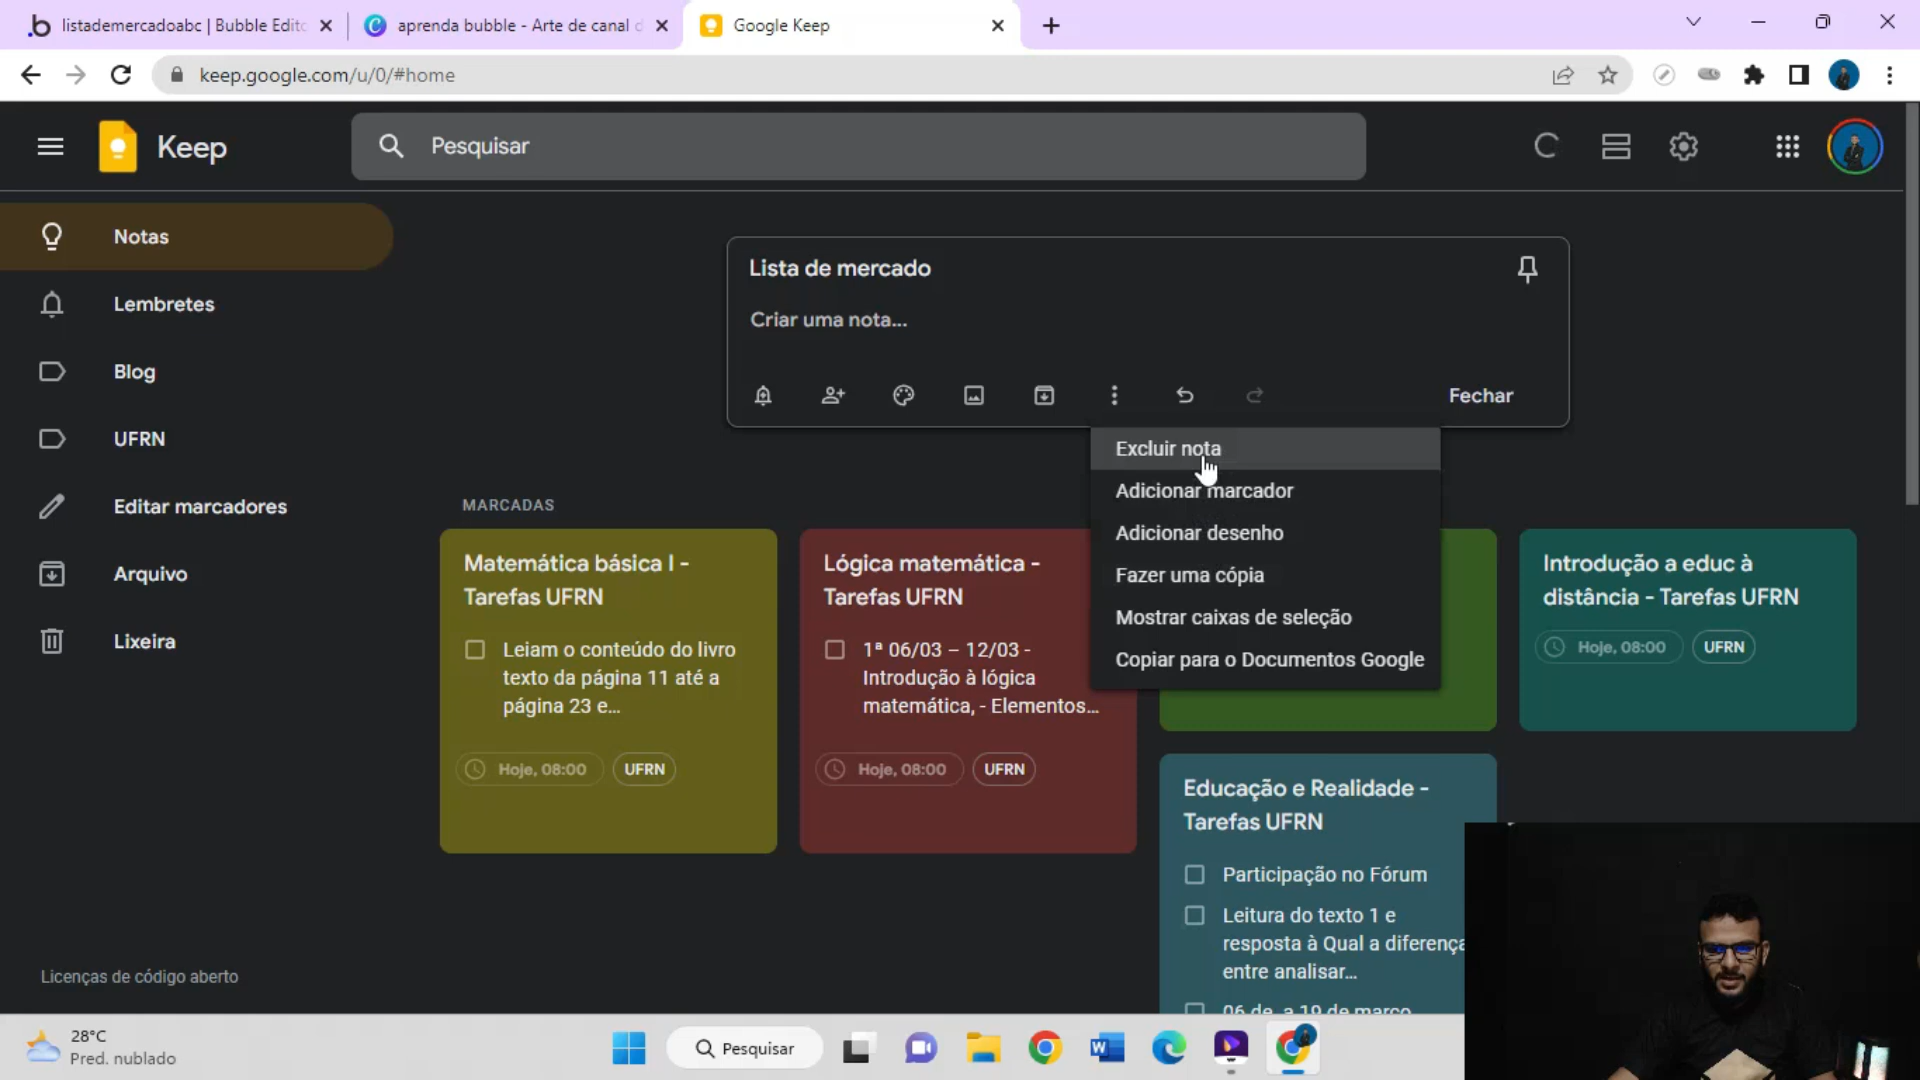 listademercadoabc | Bubble Edito
aprenda bubble - Arte de canal d
Google Keep
keep.google.com/u/0/#home
Keep
Pesquisar
Notas
Lembretes
Blog
UFRN
Editar marcadores
Arquivo
Lixeira
Licenças de código aberto
Lista de mercado
Criar uma nota...
Fechar
Excluir nota
Adicionar marcador
Adicionar desenho
Fazer uma cópia
Mostrar caixas de seleção
Copiar para o Documentos Google
MARCADAS
Matemática básica I -
Tarefas UFRN
Leiam o conteúdo do livro
texto da página 11 até a
página 23 e...
Hoje, 08:00
UFRN
Lógica matemática -
Tarefas UFRN
1ª 06/03 – 12/03 -
Introdução à lógica
matemática, - Elementos...
Hoje, 08:00
UFRN
Introdução a educ à
distância - Tarefas UFRN
Hoje, 08:00
UFRN
Educação e Realidade -
Tarefas UFRN
Participação no Fórum
Leitura do texto 1 e
resposta à Qual a diferença
entre analisar...
06 de a 19 de março
28°C
Pred. nublado
Pesquisar